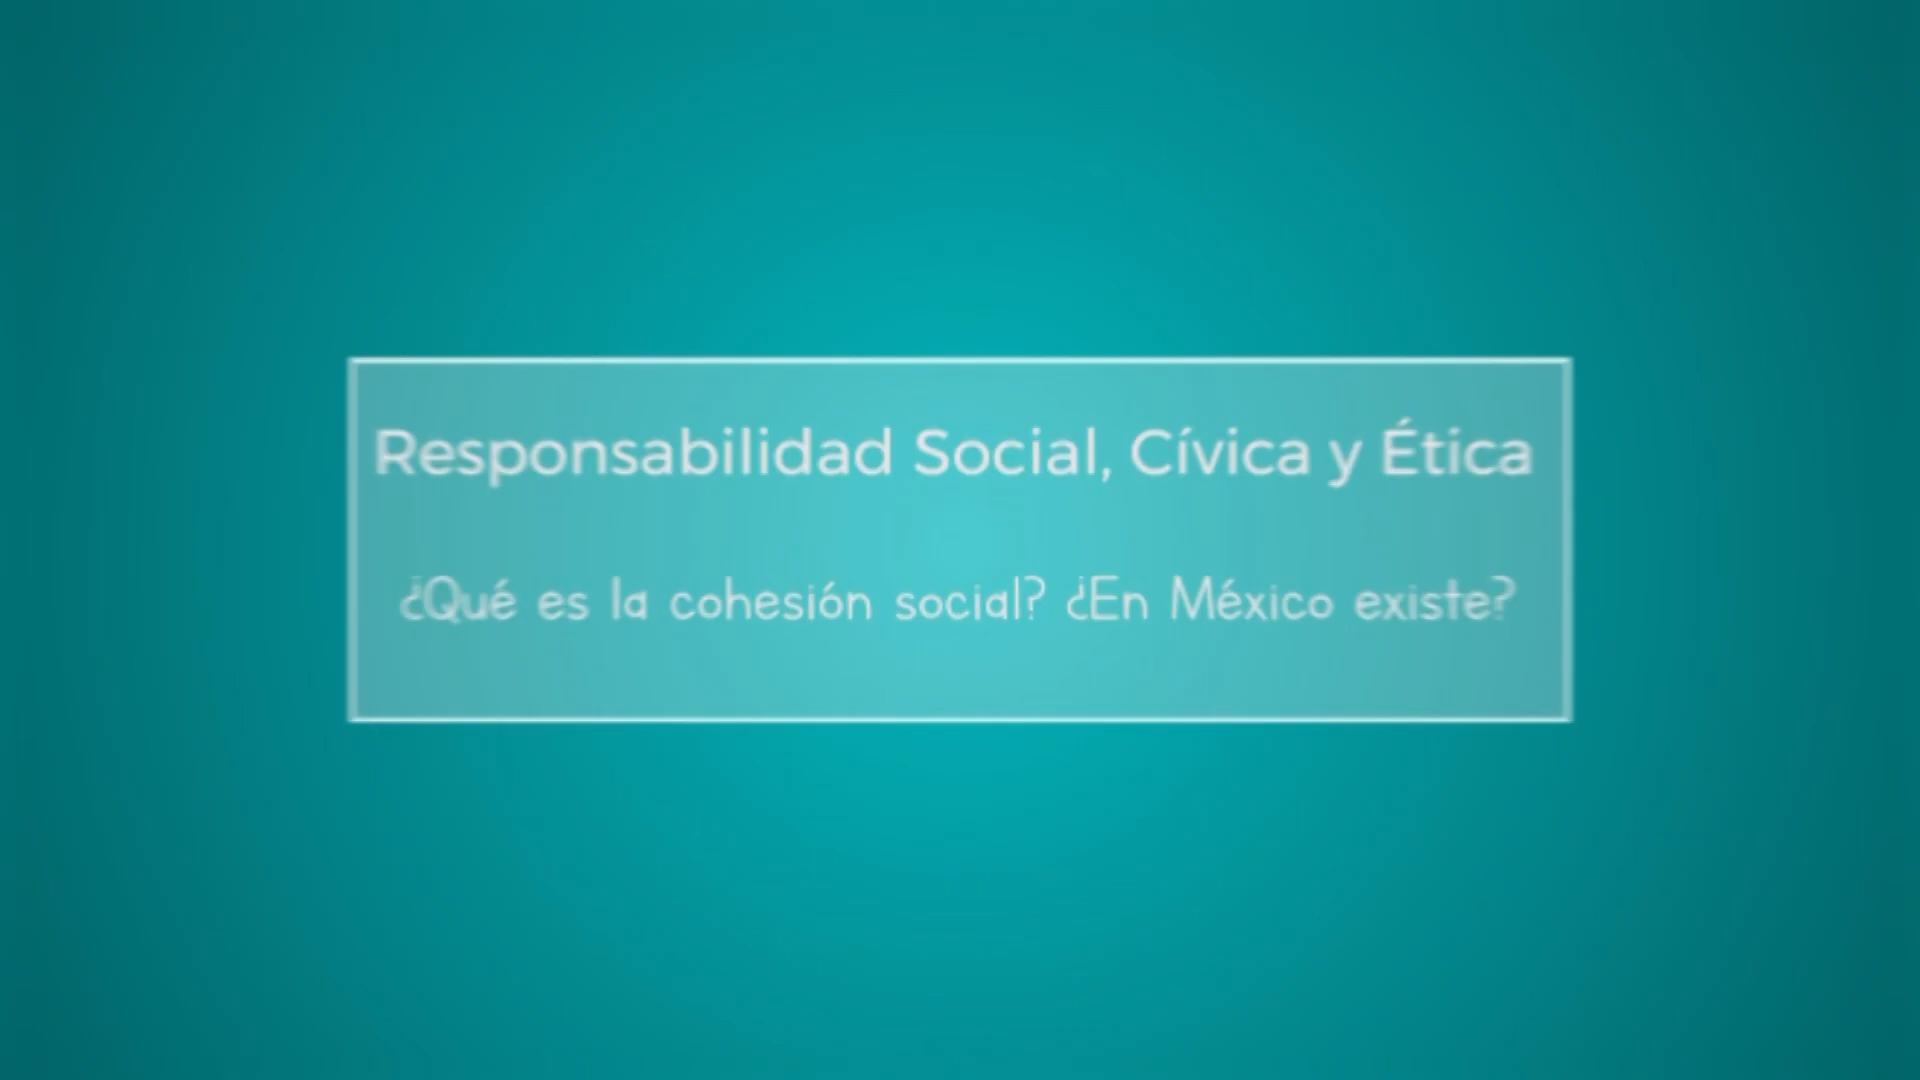 Responsabilidad Social, Cívica y Ética
¿Qué es la cohesión social? ¿En México existe?